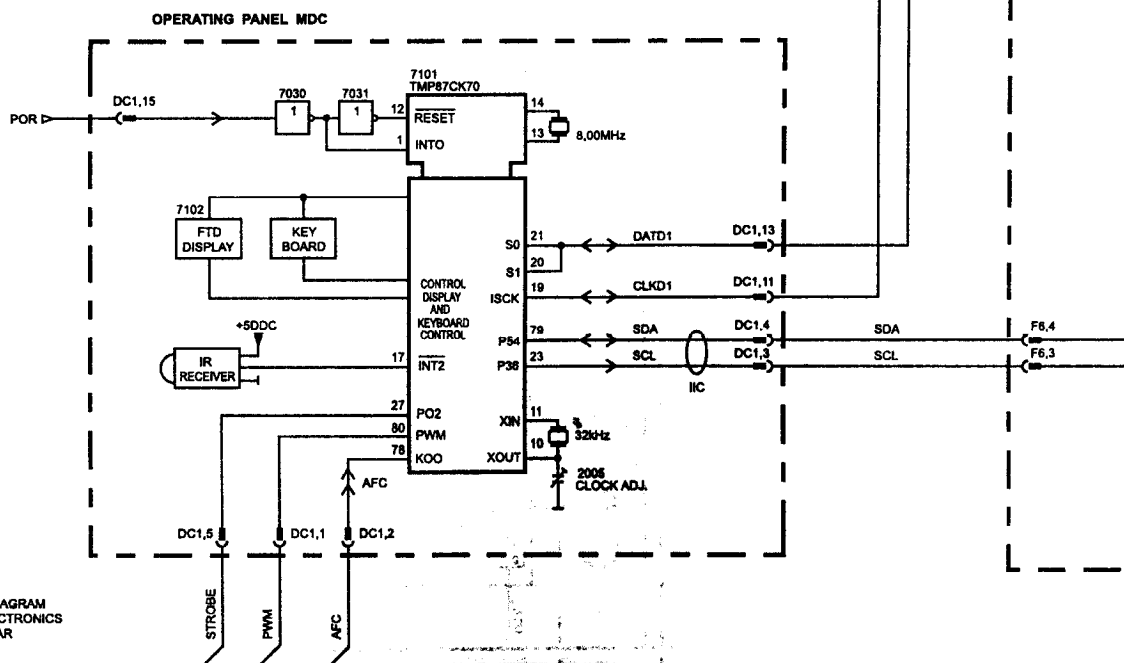 OPERATING PANEL MDC
7101
TMP87CK70
POR
DC1,15
7030
1
7031
1
12
RESET
1
INTO
14
13
8,00MHz
7102
FTD
DISPLAY
KEY
BOARD
CONTROL
DISPLAY
AND
KEYBOARD
CONTROL
S0
21
DATD1
DC1,13
S1
20
ISCK
19
CLKD1
DC1,11
P54
79
SDA
DC1,4
SDA
F6,4
P36
23
SCL
DC1,3
SCL
F6,3
IIC
+5DDC
IR
RECEIVER
17
INT2
27
PO2
80
PWM
78
KOO
AFC
XIN
11
32kHz
XOUT
10
2005
CLOCK ADJ.
DC1,5
DC1,1
DC1,2
STROBE
PWM
AFC
AGRAM
CTRONICS
AR